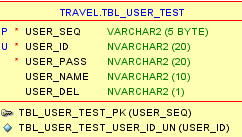 TRAVEL.TBL_USER_TEST
P * USER_SEQ VARCHAR2 (5 BYTE)
U * USER_ID NVARCHAR2 (20)
* USER_PASS NVARCHAR2 (20)
USER_NAME NVARCHAR2 (10)
USER_DEL NVARCHAR2 (1)
TBL_USER_TEST_PK (USER_SEQ)
TBL_USER_TEST_USER_ID_UN (USER_ID)